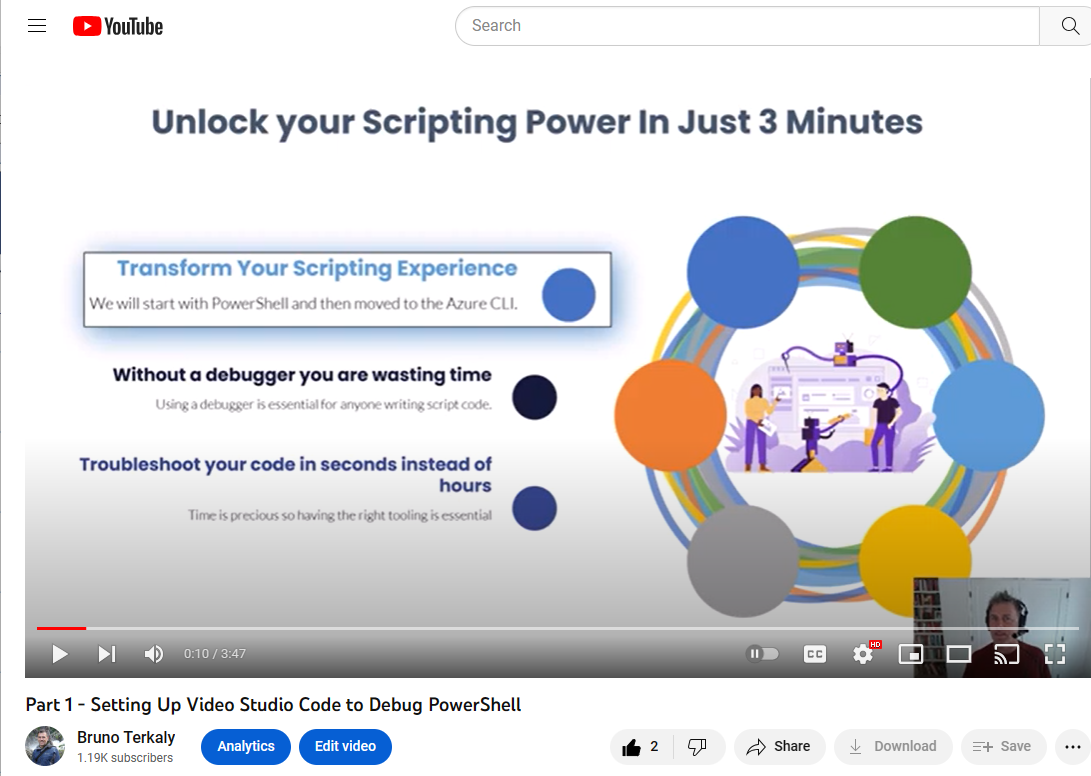 YouTube
Search
Unlock your Scripting Power In Just 3 Minutes
Transform Your Scripting Experience
We will start with PowerShell and then moved to the Azure CLI.
Without a debugger you are wasting time
Using a debugger is essential for anyone writing script code.
Troubleshoot your code in seconds instead of
hours
Time is precious so having the right tooling is essential
0:10 / 3:47
CC
HD
Part 1 - Setting Up Video Studio Code to Debug PowerShell
Bruno Terkaly
1.19K subscribers
Analytics
Edit video
2
Share
Download
Save